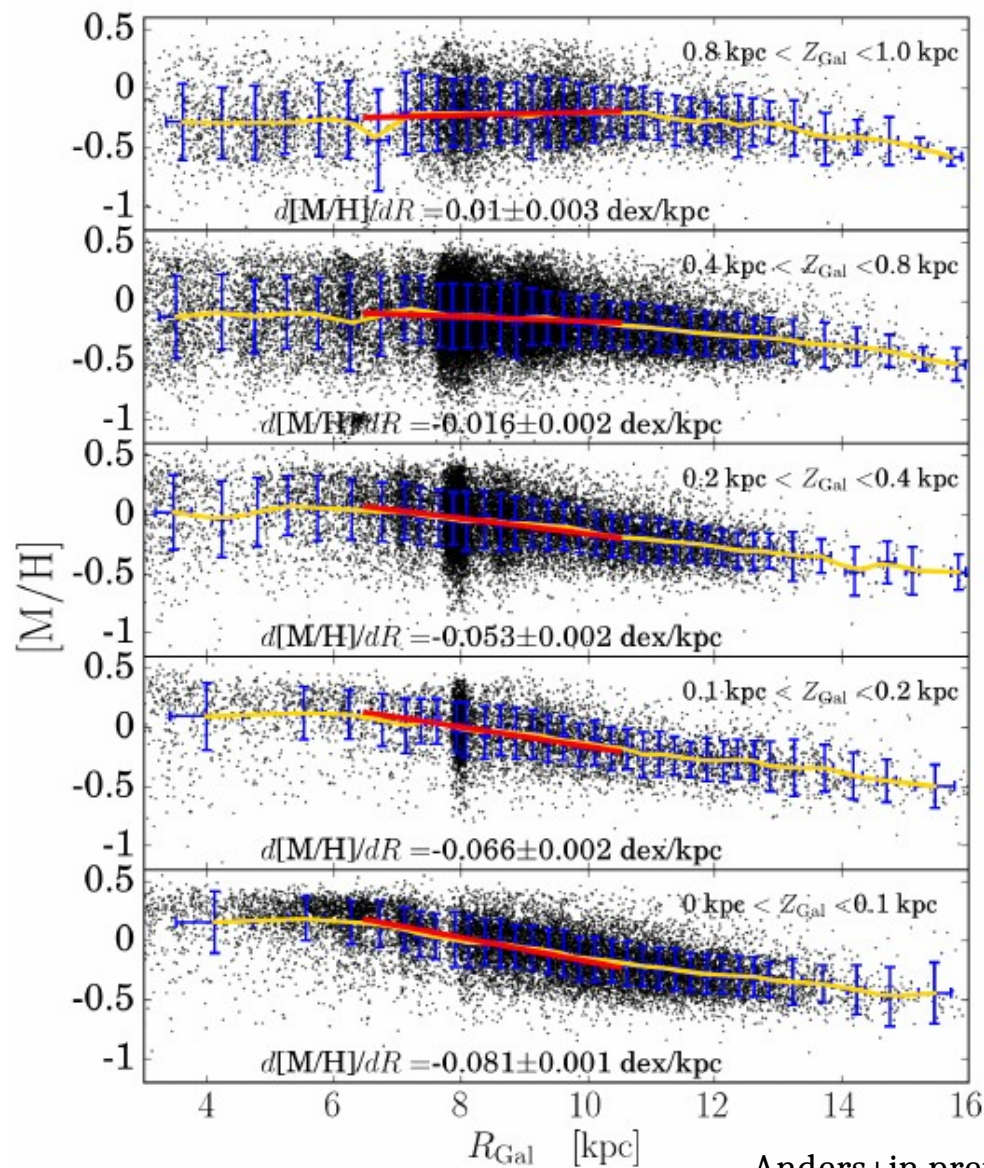 0.5
0.8 kpc < Z_Gal <1.0 kpc
0
-0.5
-1
d[M/H]/dR =0.01±0.003 dex/kpc
0.5
0.4 kpc < Z_Gal <0.8 kpc
0
-0.5
-1
d[M/H]/dR =-0.016±0.002 dex/kpc
0.5
0.2 kpc < Z_Gal <0.4 kpc
0
-0.5
-1
d[M/H]/dR =-0.053±0.002 dex/kpc
0.5
0.1 kpc < Z_Gal <0.2 kpc
0
-0.5
-1
d[M/H]/dR =-0.066±0.002 dex/kpc
0.5
0 kpc < Z_Gal <0.1 kpc
0
-0.5
-1
d[M/H]/dR =-0.081±0.001 dex/kpc
[M/H]
4 6 8 10 12 14 16
R_Gal [kpc]
Anders+in